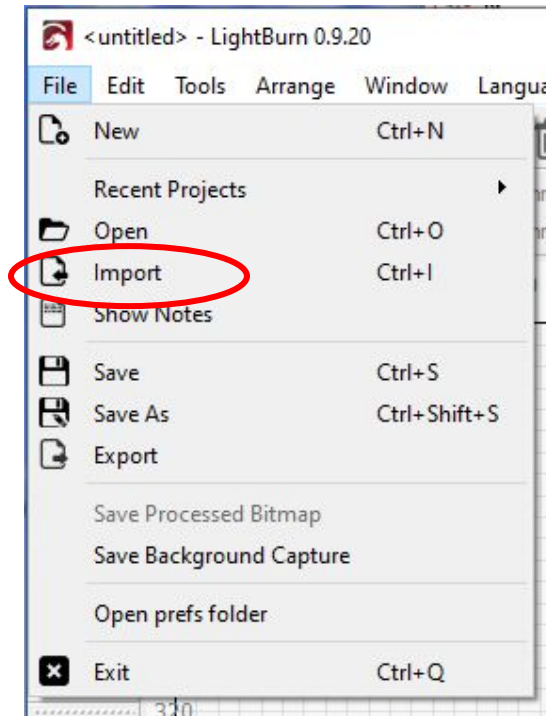 <untitled> - LightBurn 0.9.20
File Edit Tools Arrange Window
New Ctrl+N
Recent Projects
Open Ctrl+O
Import Ctrl+I
Show Notes
Save Ctrl+S
Save As Ctrl+Shift+S
Export
Save Processed Bitmap
Save Background Capture
Open prefs folder
Exit Ctrl+Q
320